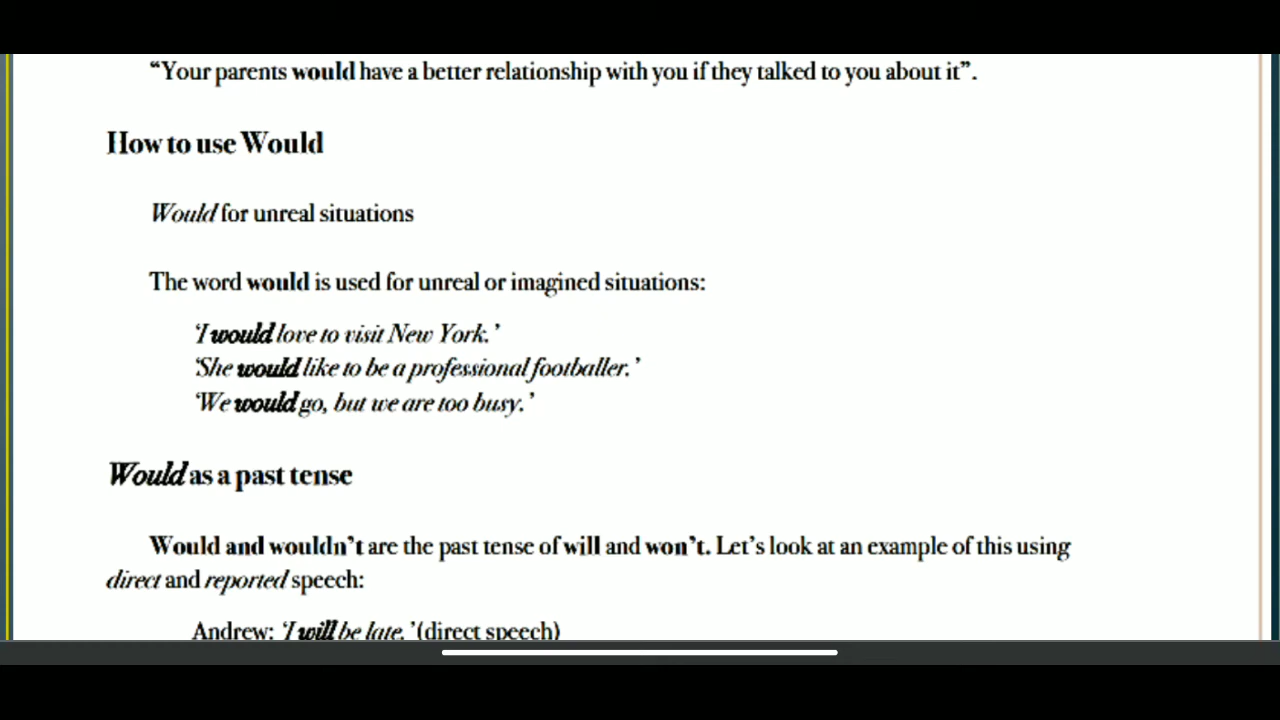 “Your parents would have a better relationship with you if they talked to you about it”.
How to use Would
Would for unreal situations
The word would is used for unreal or imagined situations:
‘I would love to visit New York.’
‘She would like to be a professional footballer.’
‘We would go, but we are too busy.’
Would as a past tense
Would and wouldn’t are the past tense of will and won’t. Let’s look at an example of this using
direct and reported speech:
Andrew: ‘I will be late.’ (direct speech)